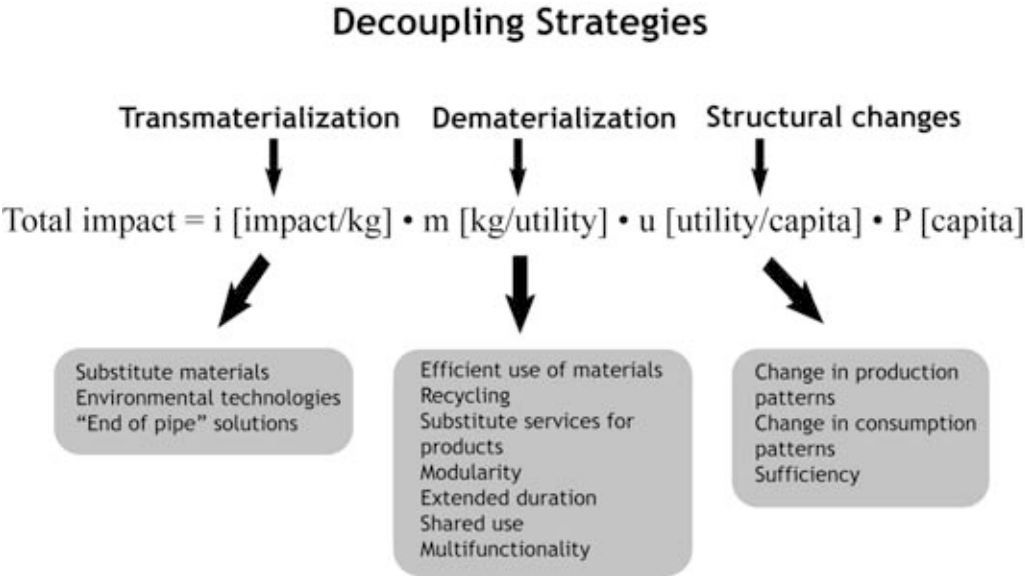 Decoupling Strategies
Transmaterialization Dematerialization Structural changes
Total impact = i [impact/kg] • m [kg/utility] • u [utility/capita] • P [capita]
Substitute materials
Environmental technologies
“End of pipe” solutions
Efficient use of materials
Recycling
Substitute services for
products
Modularity
Extended duration
Shared use
Multifunctionality
Change in production
patterns
Change in consumption
patterns
Sufficiency